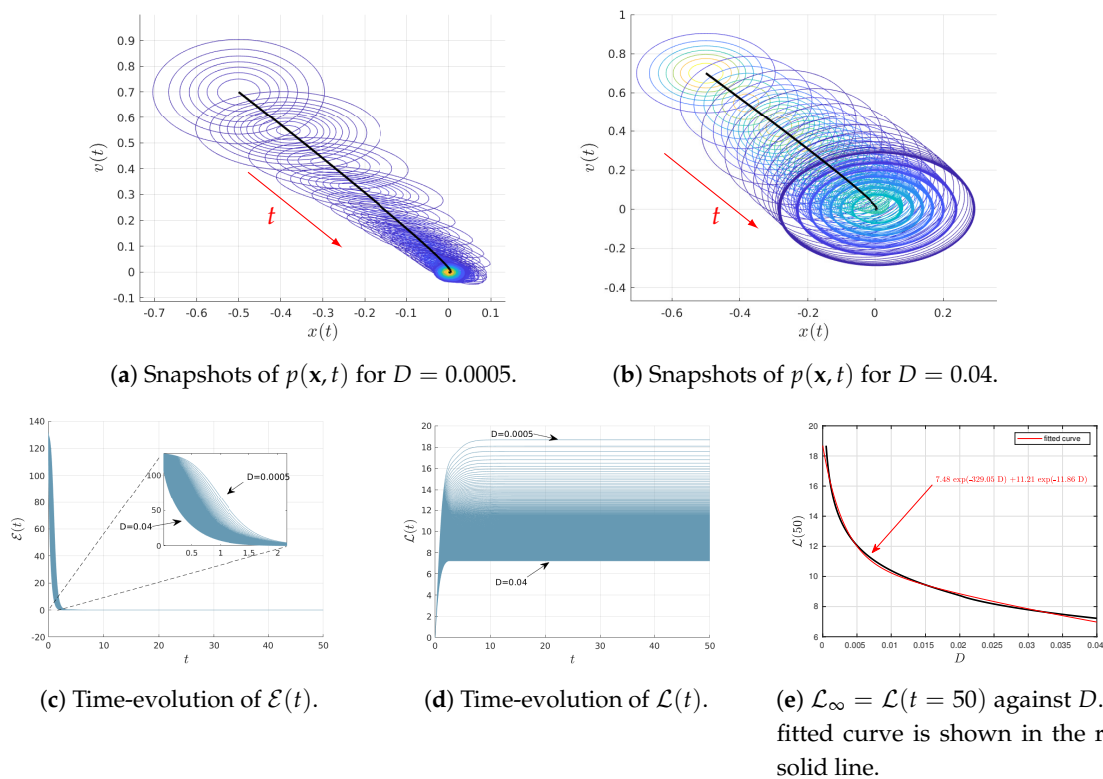 0.9
0.8
0.7
0.6
0.5
0.4
0.3
0.2
0.1
0
-0.1
v(t)
t
-0.7 -0.6 -0.5 -0.4 -0.3 -0.2 -0.1 0 0.1
x(t)
(a) Snapshots of p(x, t) for D = 0.0005.
1
0.8
0.6
0.4
0.2
0
-0.2
-0.4
v(t)
t
-0.6 -0.4 -0.2 0 0.2
x(t)
(b) Snapshots of p(x, t) for D = 0.04.
140
120
100
80
60
40
20
0
-20
ℰ(t)
100
50
0
0.5 1 1.5 2
D=0.0005
D=0.04
0 10 20 30 40 50
t
(c) Time-evolution of ℰ(t).
20
18
16
14
12
10
8
6
4
2
0
ℒ(t)
D=0.0005
D=0.04
0 10 20 30 40 50
t
(d) Time-evolution of ℒ(t).
20
18
16
14
12
10
8
6
ℒ(50)
fitted curve
7.48 exp(-329.05 D) +11.21 exp(-11.86 D)
0 0.005 0.01 0.015 0.02 0.025 0.03 0.035 0.04
D
(e) ℒ∞ = ℒ(t = 50) against D.
fitted curve is shown in the r
solid line.